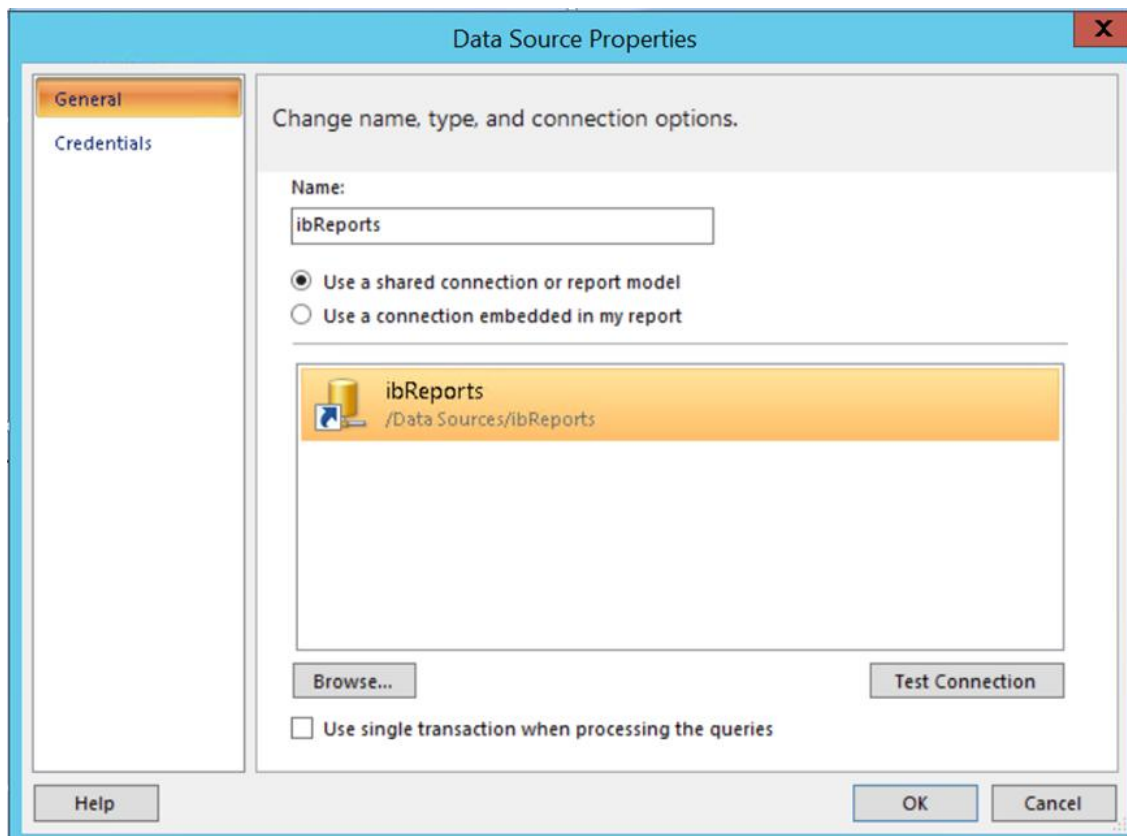 Data Source Properties
X
General
Credentials
Change name, type, and connection options.
Name:
ibReports
Use a shared connection or report model
Use a connection embedded in my report
ibReports
/Data Sources/ibReports
Browse...
Test Connection
Use single transaction when processing the queries
Help
OK
Cancel